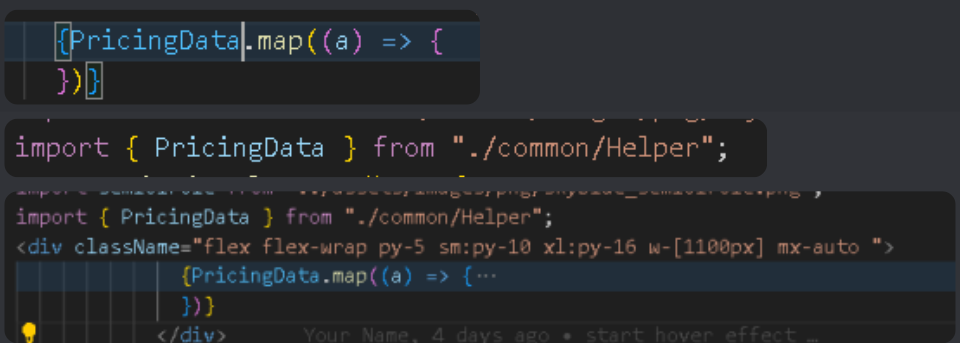 {PricingData.map((a) => {
})}
import { PricingData } from "./common/Helper";
import { PricingData } from "./common/Helper";
<div className="flex flex-wrap py-5 sm:py-10 xl:py-16 w-[1100px] mx-auto ">
{PricingData.map((a) => {⋯
})}
</div> Your Name, 4 days ago • start hover effect …